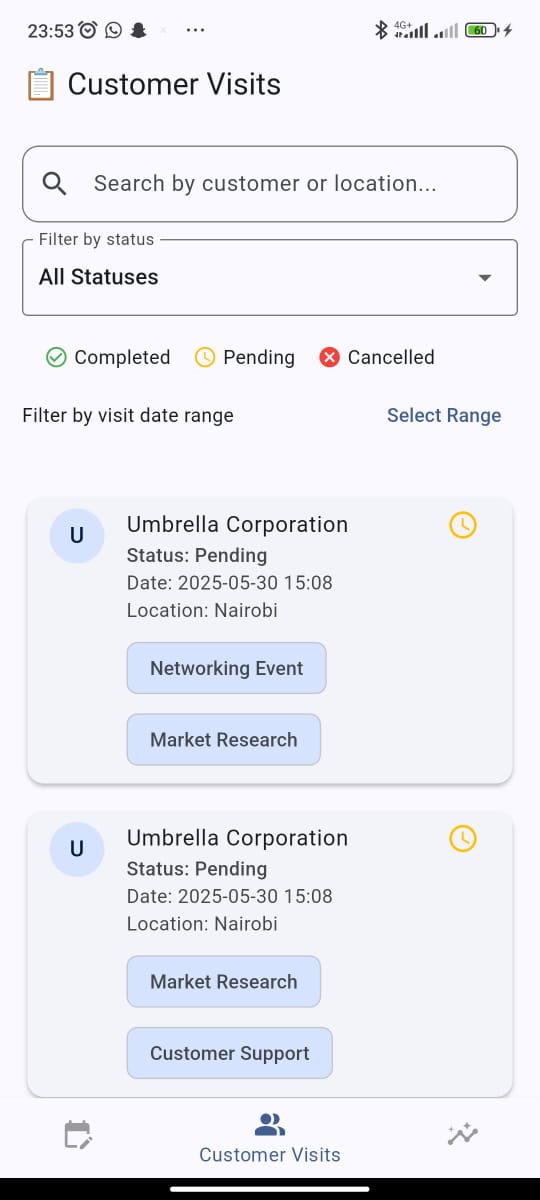 23:53
4G+
60
Customer Visits
Search by customer or location...
Filter by status
All Statuses
Completed Pending Cancelled
Filter by visit date range Select Range
U
Umbrella Corporation
Status: Pending
Date: 2025-05-30 15:08
Location: Nairobi
Networking Event
Market Research
U
Umbrella Corporation
Status: Pending
Date: 2025-05-30 15:08
Location: Nairobi
Market Research
Customer Support
Customer Visits